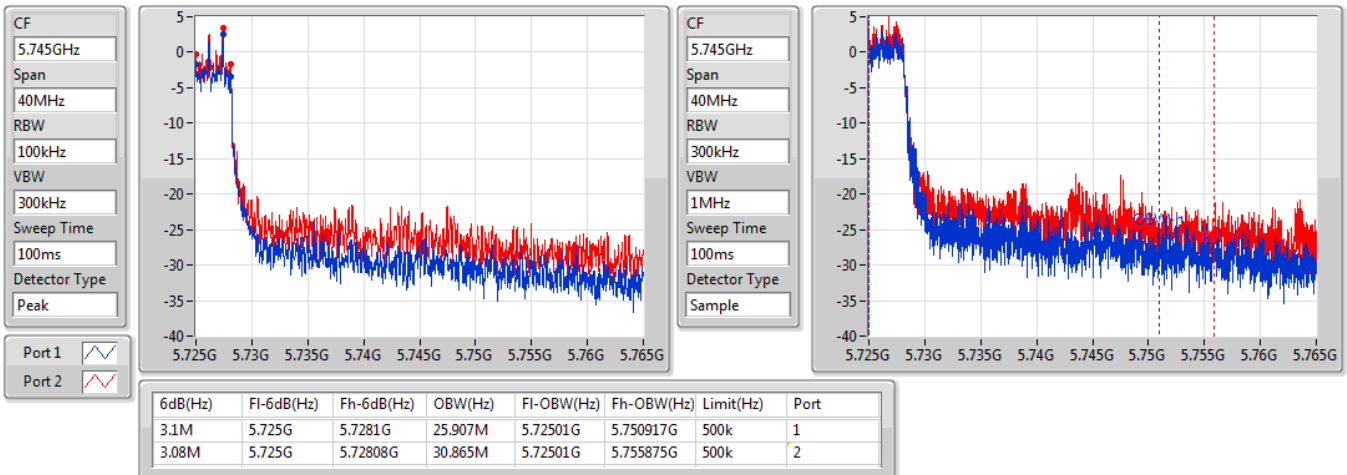 CF
5.745GHz
Span
40MHz
RBW
100kHz
VBW
300kHz
Sweep Time
100ms
Detector Type
Peak
Port 1
Port 2
5
0
-5
-10
-15
-20
-25
-30
-35
-40
5.725G 5.73G 5.735G 5.74G 5.745G 5.75G 5.755G 5.76G 5.765G
CF
5.745GHz
Span
40MHz
RBW
300kHz
VBW
1MHz
Sweep Time
100ms
Detector Type
Sample
5
0
-5
-10
-15
-20
-25
-30
-35
-40
5.725G 5.73G 5.735G 5.74G 5.745G 5.75G 5.755G 5.76G 5.765G
6dB(Hz) Fl-6dB(Hz) Fh-6dB(Hz) OBW(Hz) Fl-OBW(Hz) Fh-OBW(Hz) Limit(Hz) Port
3.1M 5.725G 5.7281G 25.907M 5.72501G 5.750917G 500k 1
3.08M 5.725G 5.72808G 30.865M 5.72501G 5.755875G 500k 2